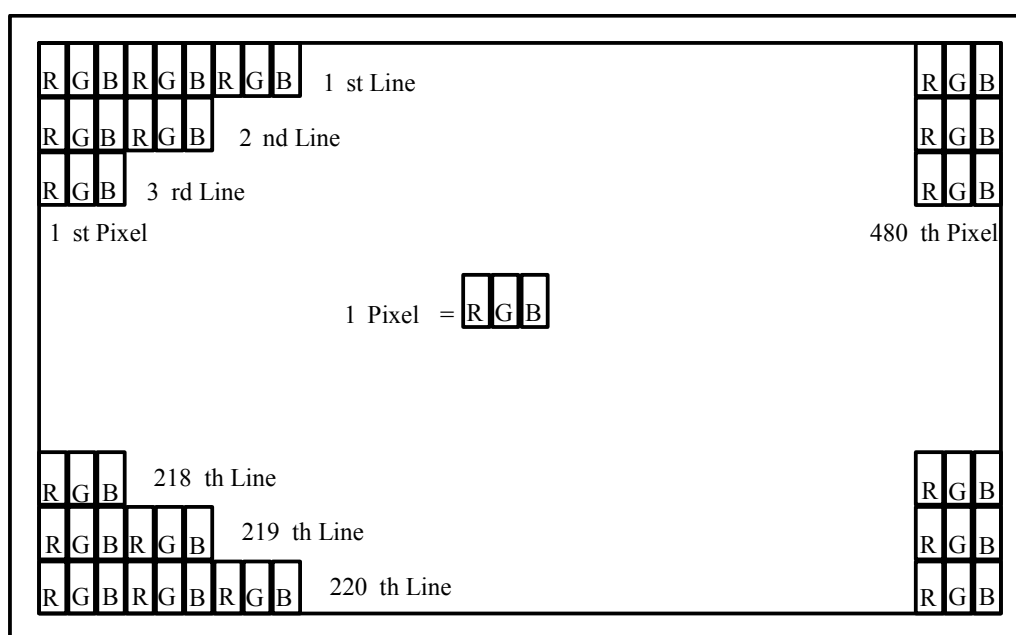 R G B R G B R G B 1 st Line R G B
R G B R G B 2 nd Line R G B
R G B 3 rd Line R G B
1 st Pixel 480 th Pixel
1 Pixel = R G B
R G B 218 th Line R G B
R G B R G B 219 th Line R G B
R G B R G B R G B 220 th Line R G B